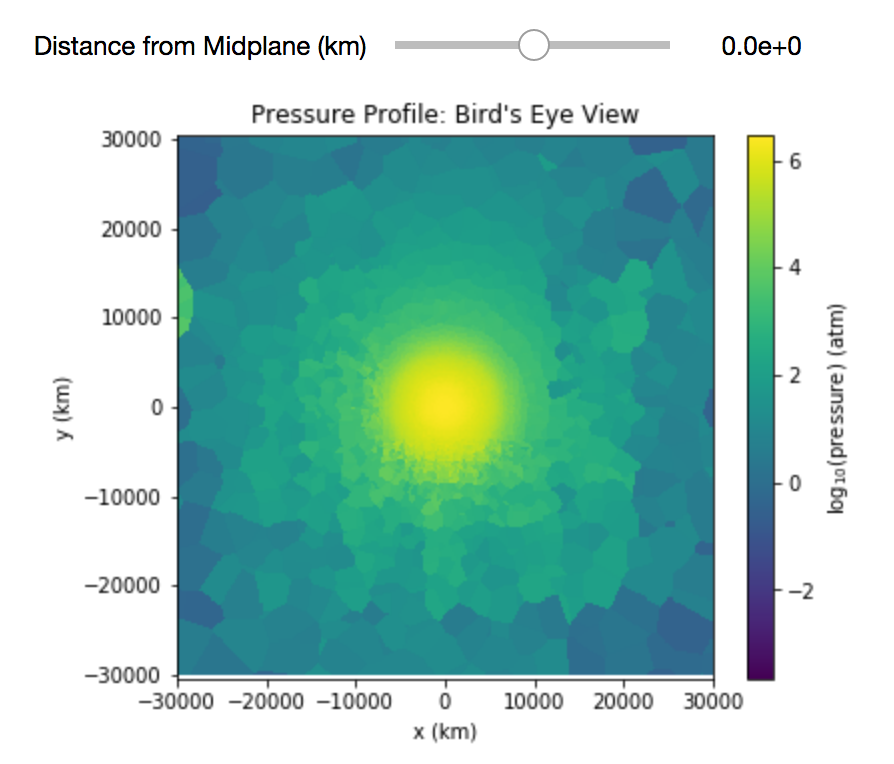 Distance from Midplane (km) 0.0e+0
Pressure Profile: Bird's Eye View
30000
20000
10000
0
−10000
−20000
−30000
y (km)
−30000 −20000 −10000 0 10000 20000 30000
x (km)
6
4
2
0
−2
log₁₀(pressure) (atm)